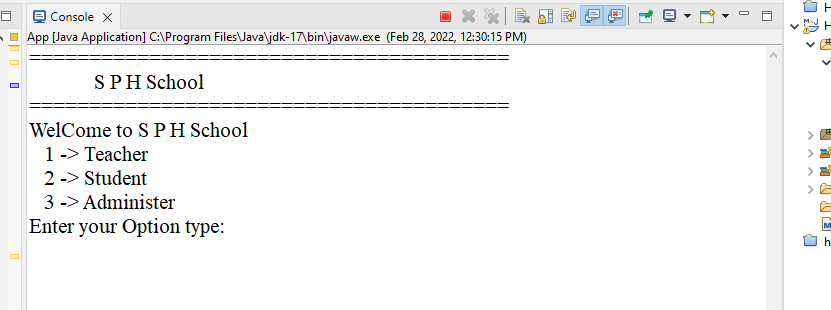 Console
App [Java Application] C:\Program Files\Java\jdk-17\bin\javaw.exe (Feb 28, 2022, 12:30:15 PM)
================================================
S P H School
================================================
WelCome to S P H School
1 -> Teacher
2 -> Student
3 -> Administer
Enter your Option type: